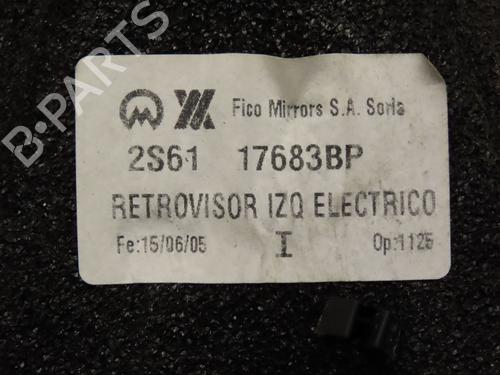 Fico Mirrors S.A. Soria
2S61 17683BP
RETROVISOR IZQ ELECTRICO
Fe:15/06/05 I Op:1125
B-PARTS